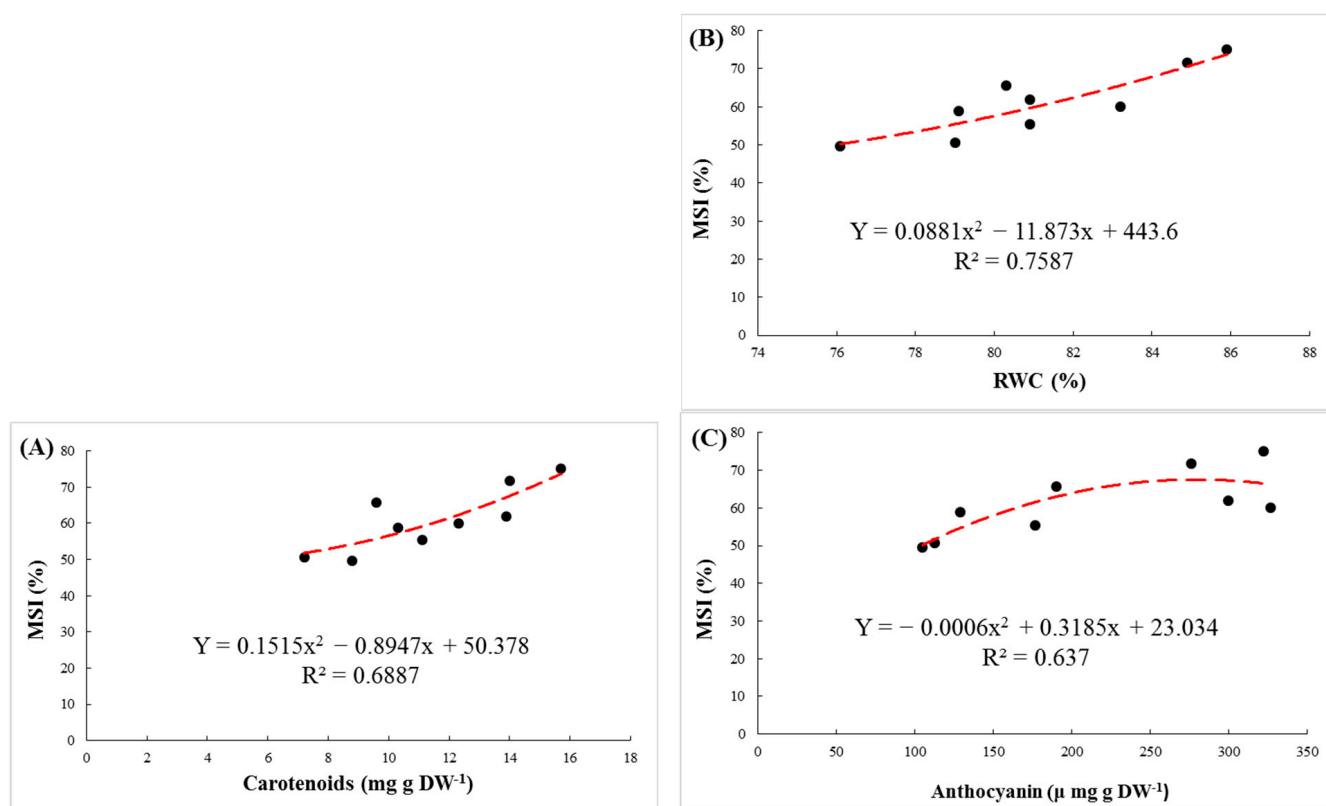 (B)
80
70
60
50
40
30
20
10
0
MSI (%)
Y = 0.0881x² − 11.873x + 443.6
R² = 0.7587
74 76 78 80 82 84 86 88
RWC (%)
(A)
80
70
60
50
40
30
20
10
0
MSI (%)
Y = 0.1515x² − 0.8947x + 50.378
R² = 0.6887
0 2 4 6 8 10 12 14 16 18
Carotenoids (mg g DW⁻¹)
(C)
80
70
60
50
40
30
20
10
0
MSI (%)
Y = − 0.0006x² + 0.3185x + 23.034
R² = 0.637
0 50 100 150 200 250 300 350
Anthocyanin (µ mg g DW⁻¹)